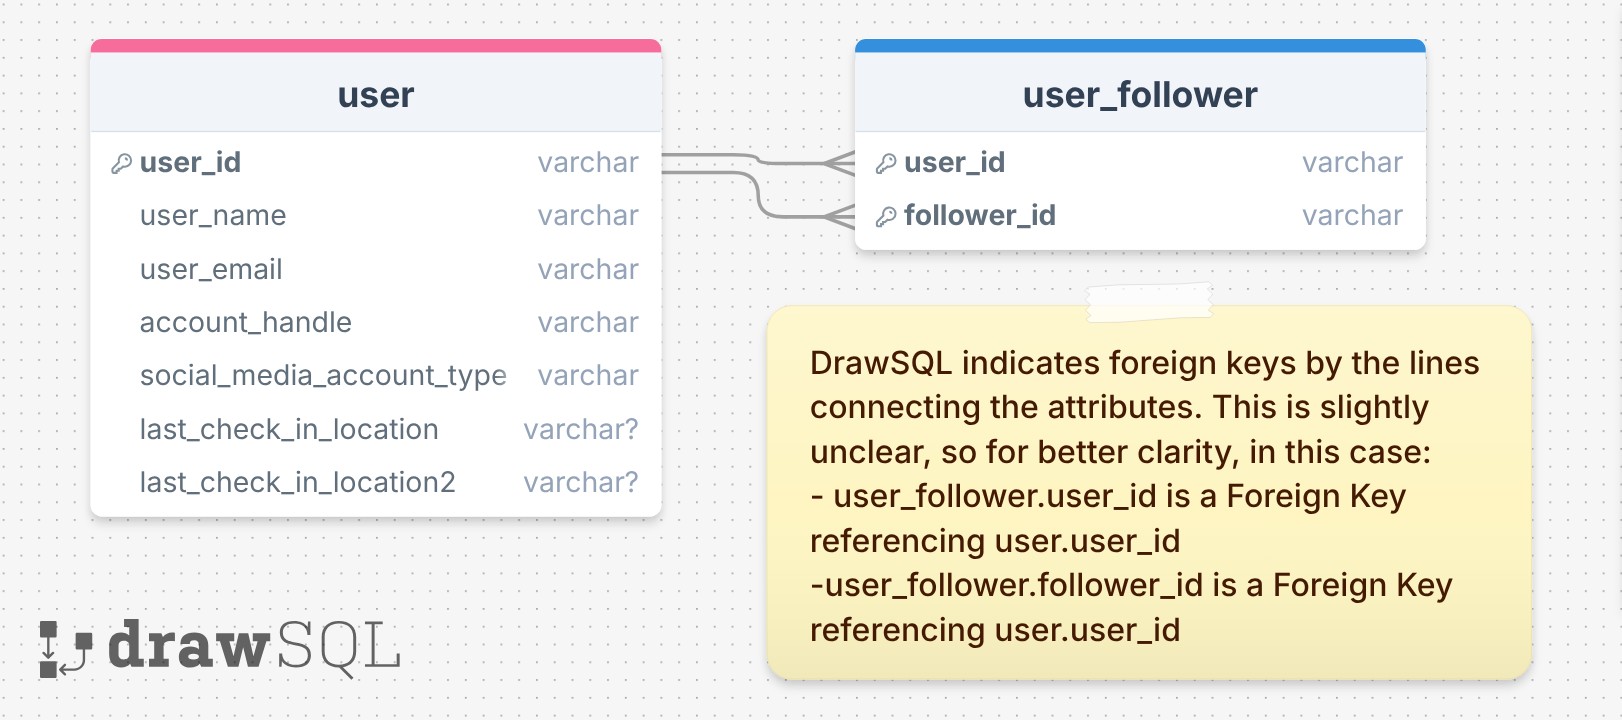 user
user_id varchar
user_name varchar
user_email varchar
account_handle varchar
social_media_account_type varchar
last_check_in_location varchar?
last_check_in_location2 varchar?
user_follower
user_id varchar
follower_id varchar
DrawSQL indicates foreign keys by the lines
connecting the attributes. This is slightly
unclear, so for better clarity, in this case:
- user_follower.user_id is a Foreign Key
referencing user.user_id
-user_follower.follower_id is a Foreign Key
referencing user.user_id
drawSQL